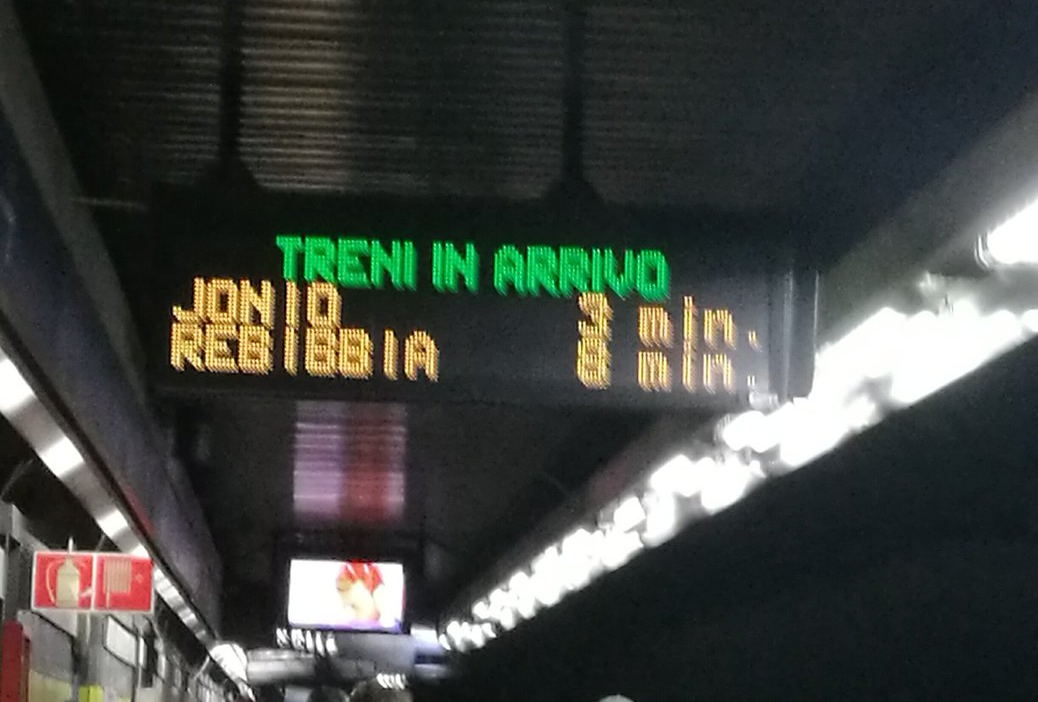 TRENI IN ARRIVO
JONIO 3 min.
REBIBBIA 8 min.